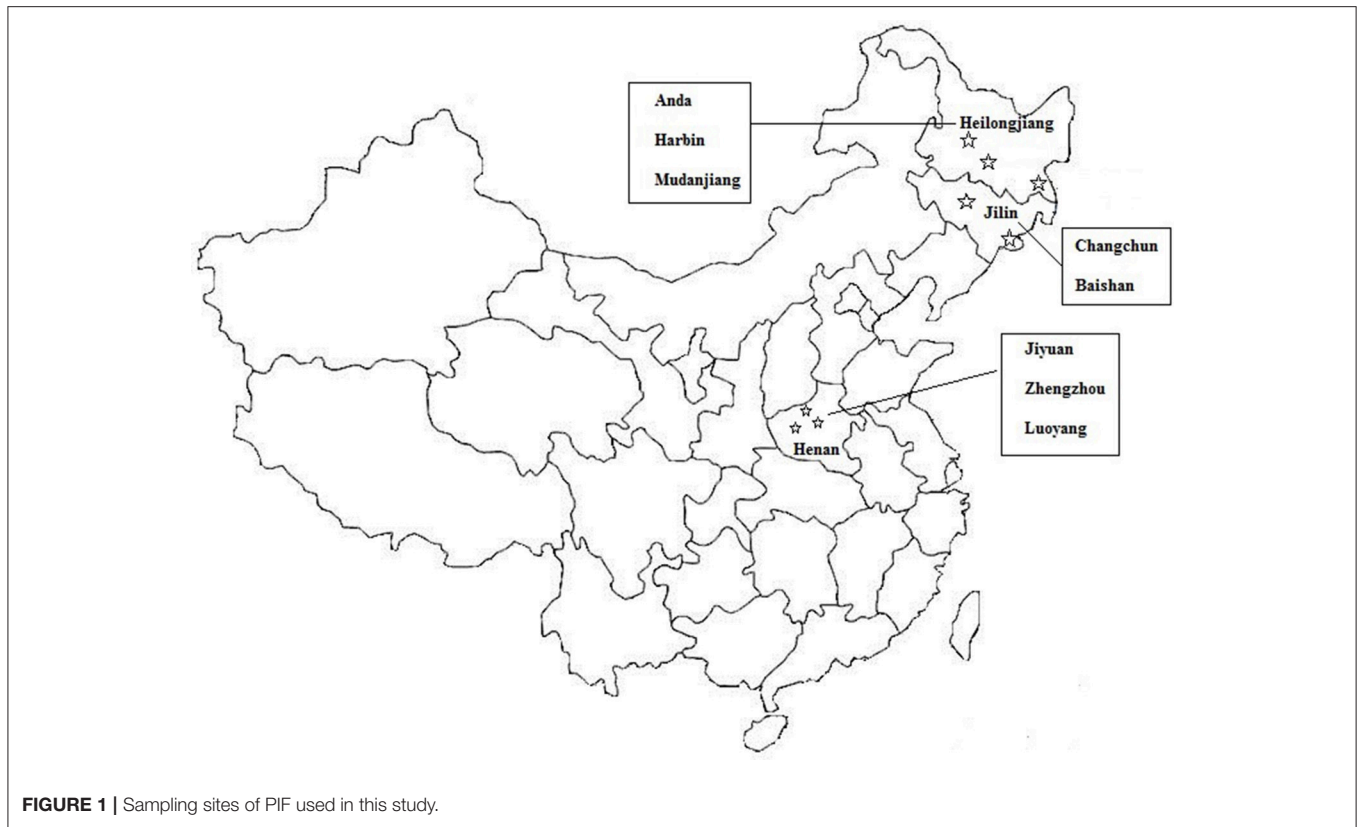 Anda
Harbin
Mudanjiang
Heilongjiang
Jilin
Changchun
Baishan
Jiyuan
Zhengzhou
Luoyang
Henan
FIGURE 1 | Sampling sites of PIF used in this study.